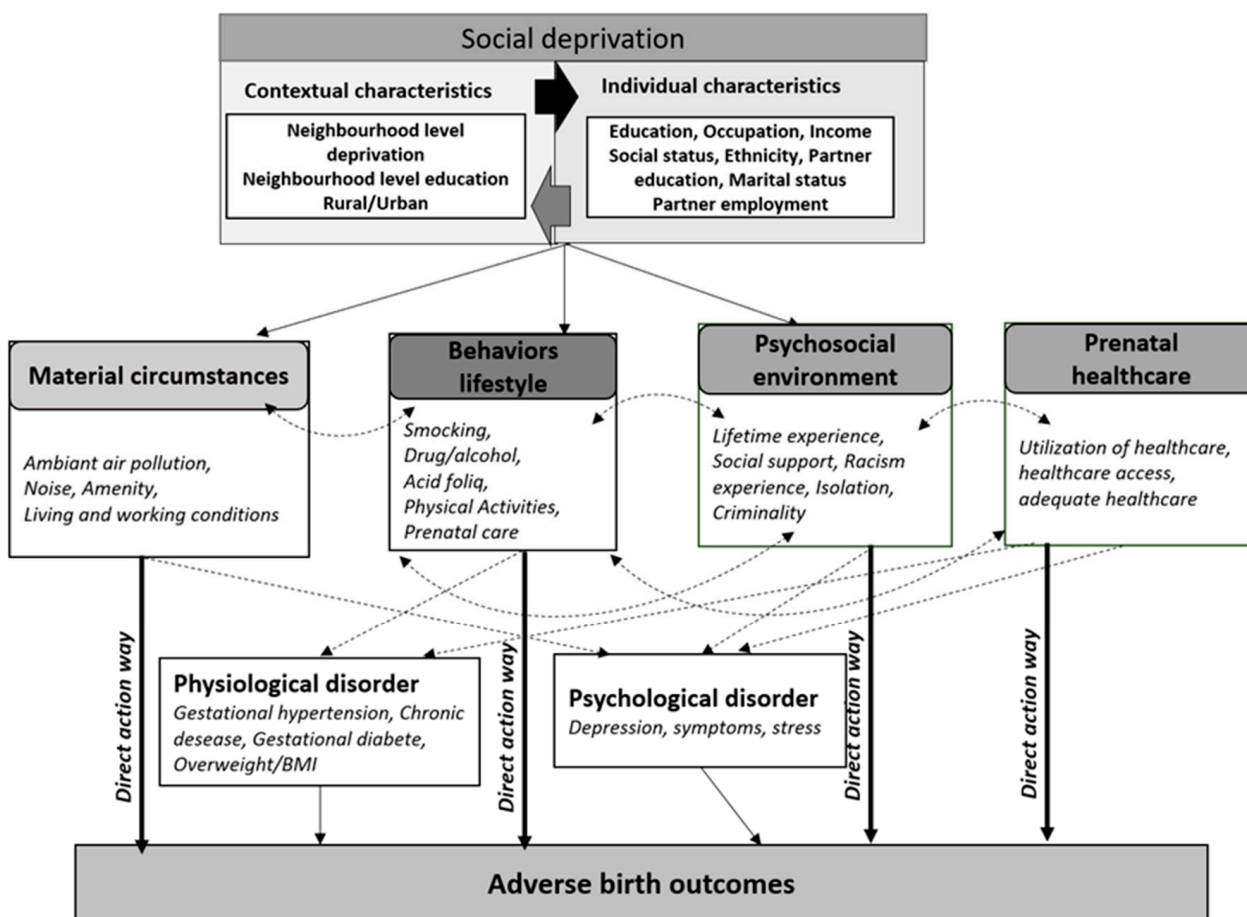 Social deprivation
Contextual characteristics
Neighbourhood level
deprivation
Neighbourhood level education
Rural/Urban
Individual characteristics
Education, Occupation, Income
Social status, Ethnicity, Partner
education, Marital status
Partner employment
Material circumstances
Ambiant air pollution,
Noise, Amenity,
Living and working conditions
Behaviors
lifestyle
Smocking,
Drug/alcohol,
Acid foliq,
Physical Activities,
Prenatal care
Psychosocial
environment
Lifetime experience,
Social support, Racism
experience, Isolation,
Criminality
Prenatal
healthcare
Utilization of healthcare,
healthcare access,
adequate healthcare
Direct action way
Physiological disorder
Gestational hypertension, Chronic
desease, Gestational diabete,
Overweight/BMI
Direct action way
Psychological disorder
Depression, symptoms, stress
Direct action way
Direct action way
Adverse birth outcomes